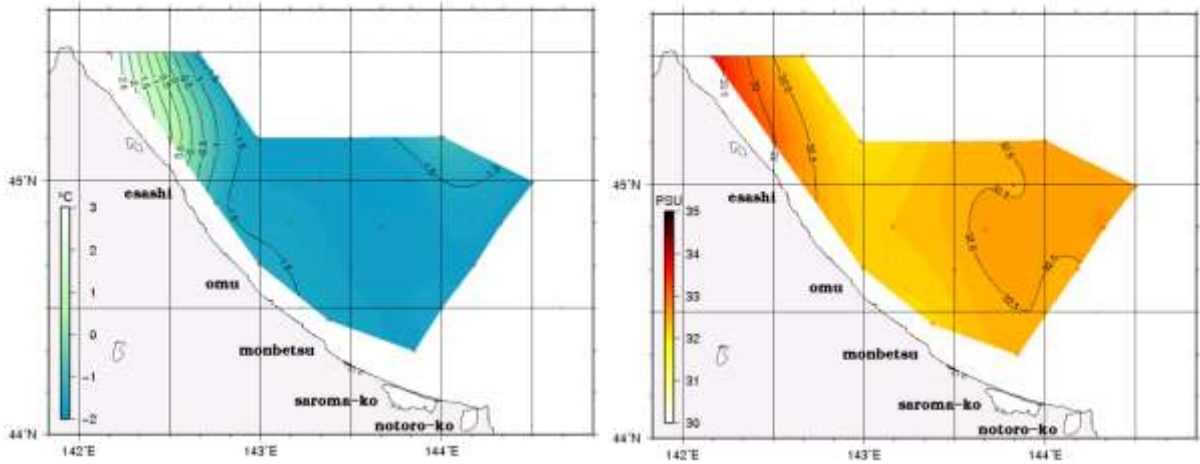 45°N
esashi
°C
3
2
1
0
-1
-2
omu
monbetsu
saroma-ko
notoro-ko
44°N
142°E
143°E
144°E
45°N
esashi
PSU
35
34
33
32
31
30
omu
monbetsu
saroma-ko
notoro-ko
44°N
142°E
143°E
144°E